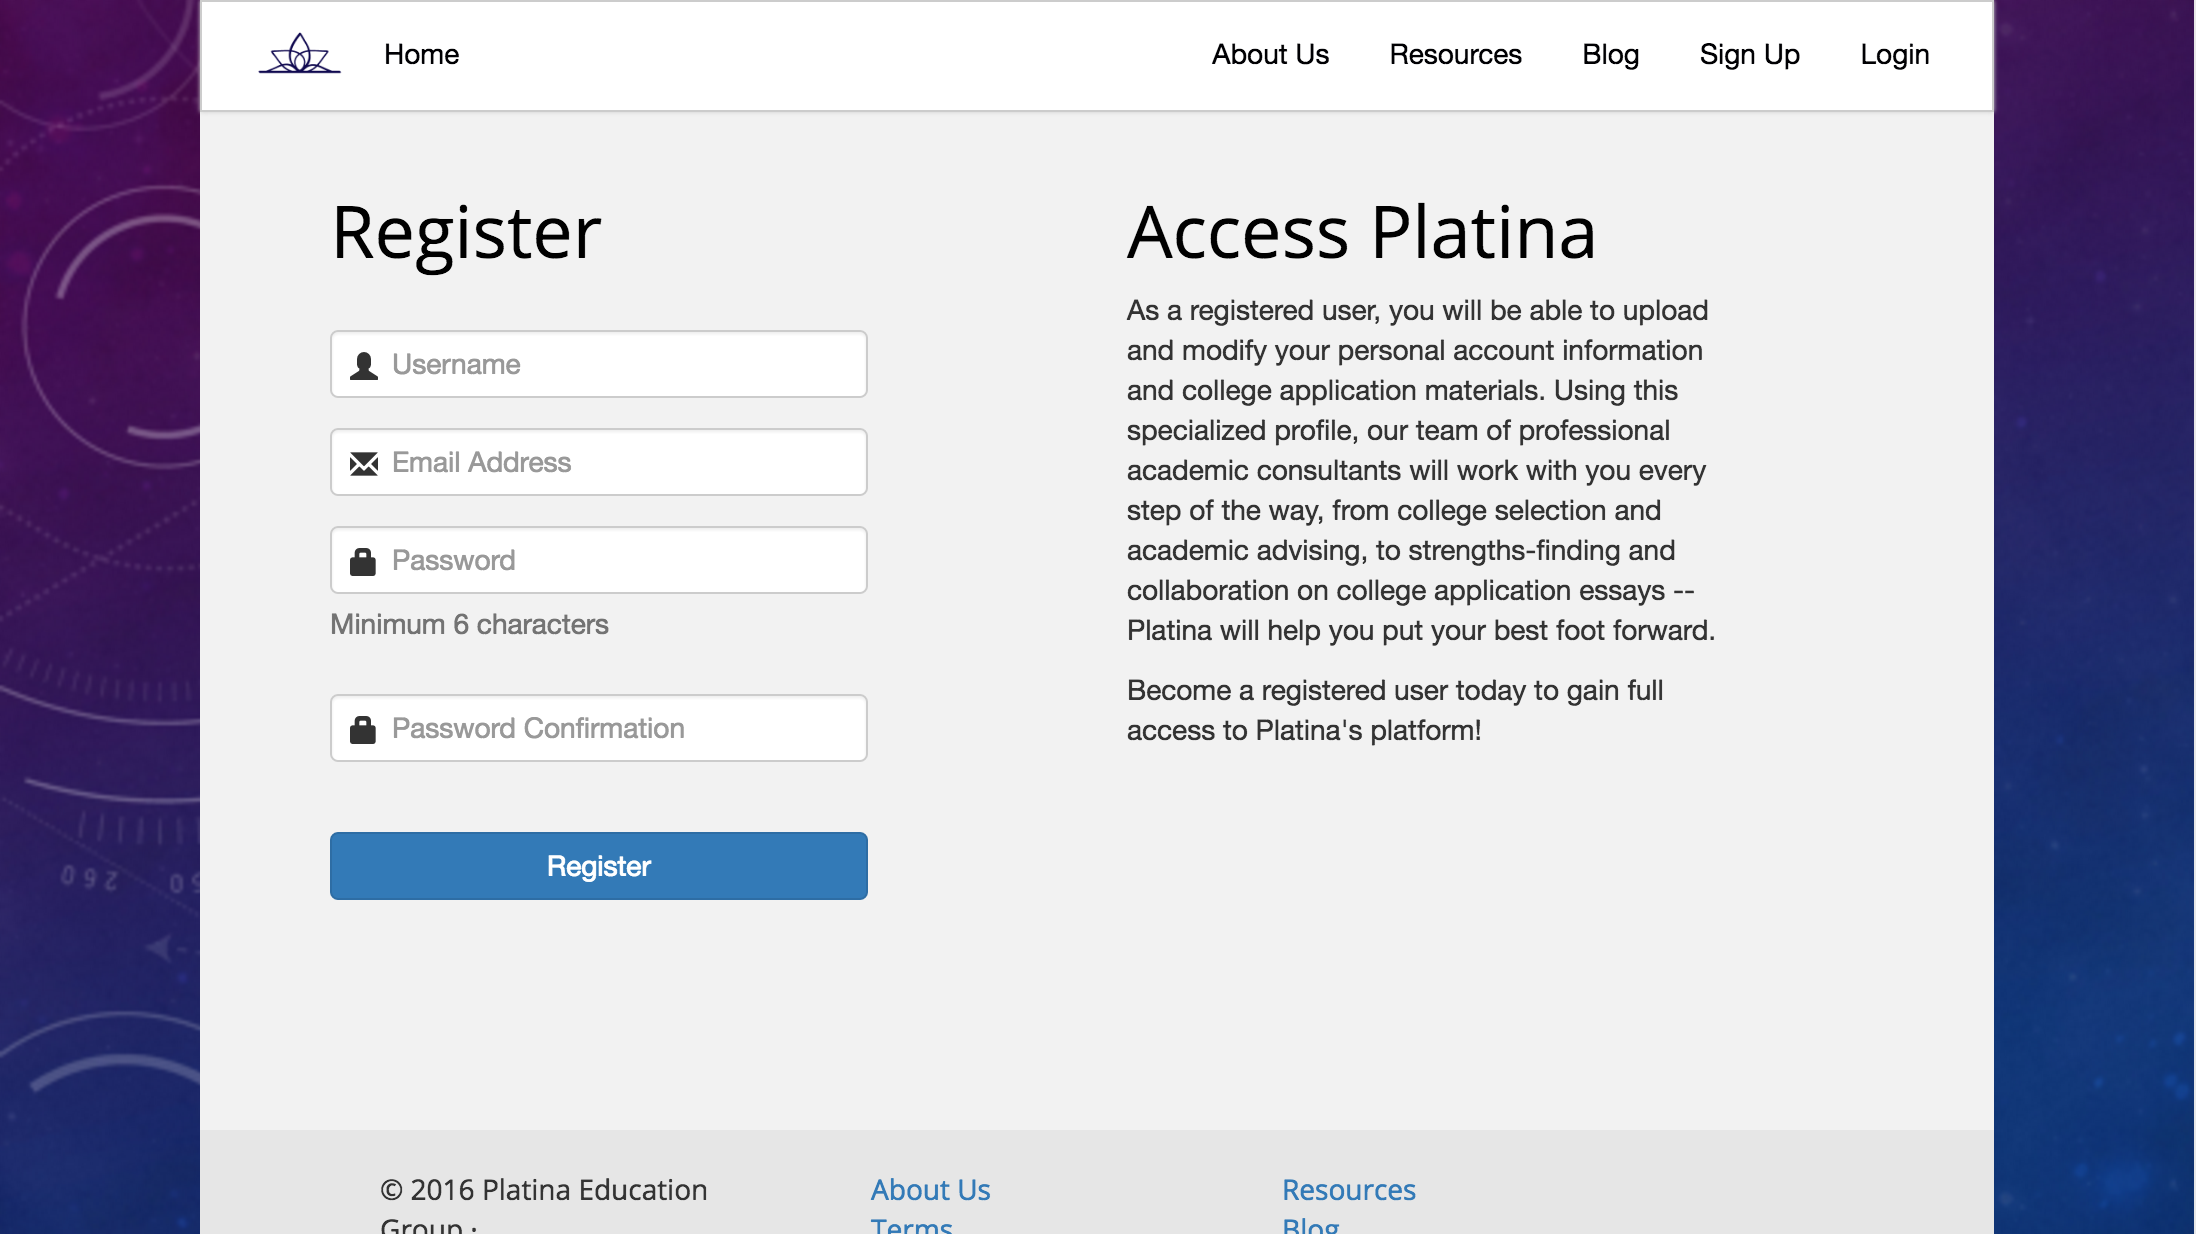 Home
About Us
Resources
Blog
Sign Up
Login
Register
Username
Email Address
Password
Minimum 6 characters
Password Confirmation
Register
Access Platina
As a registered user, you will be able to upload
and modify your personal account information
and college application materials. Using this
specialized profile, our team of professional
academic consultants will work with you every
step of the way, from college selection and
academic advising, to strengths-finding and
collaboration on college application essays --
Platina will help you put your best foot forward.
Become a registered user today to gain full
access to Platina's platform!
260
© 2016 Platina Education
Group ·
About Us
Terms
Resources
Blog